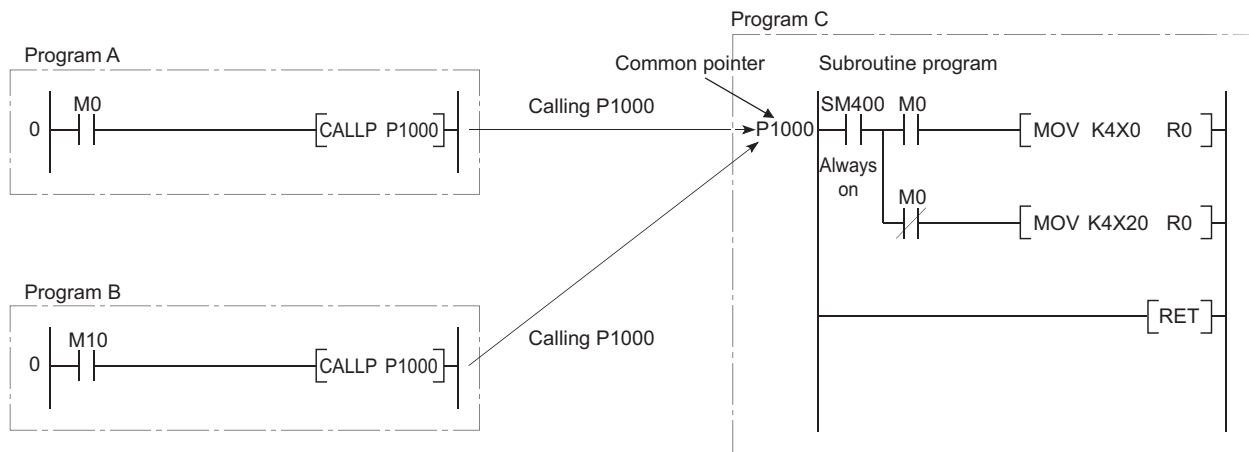 Program A
M0
0
CALLP P1000
Calling P1000
Program B
M10
0
CALLP P1000
Calling P1000
Program C
Common pointer
Subroutine program
P1000
SM400
M0
MOV K4X0 R0
Always
on
M0
MOV K4X20 R0
RET